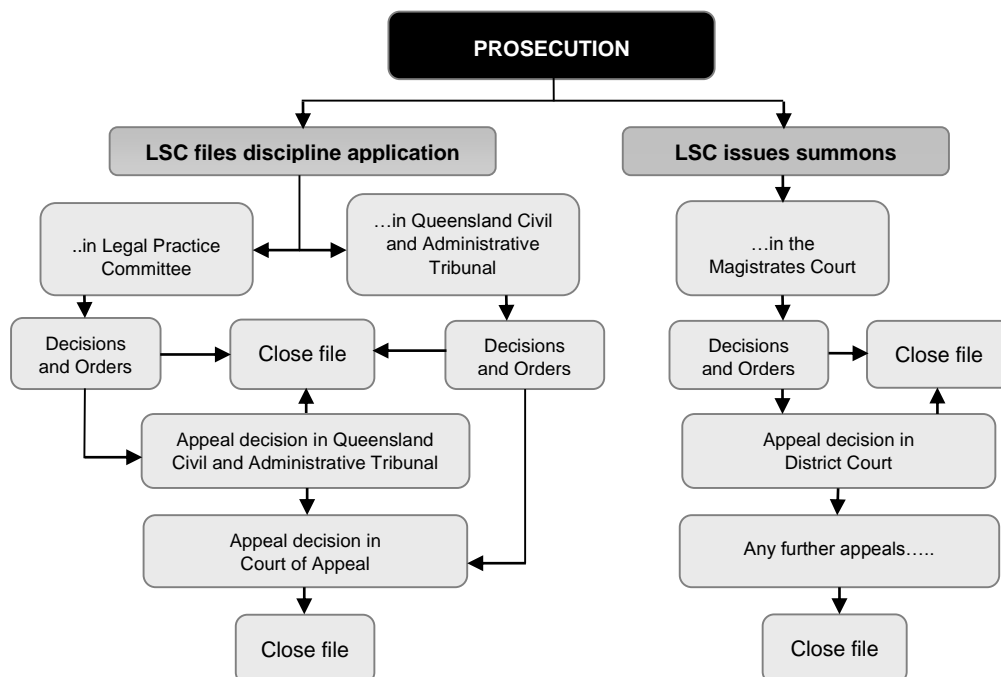 PROSECUTION
LSC files discipline application
LSC issues summons
..in Legal Practice
Committee
…in Queensland Civil
and Administrative
Tribunal
…in the
Magistrates Court
Decisions
and Orders
Close file
Decisions
and Orders
Decisions
and Orders
Close file
Appeal decision in Queensland
Civil and Administrative Tribunal
Appeal decision in
District Court
Appeal decision in
Court of Appeal
Any further appeals…..
Close file
Close file